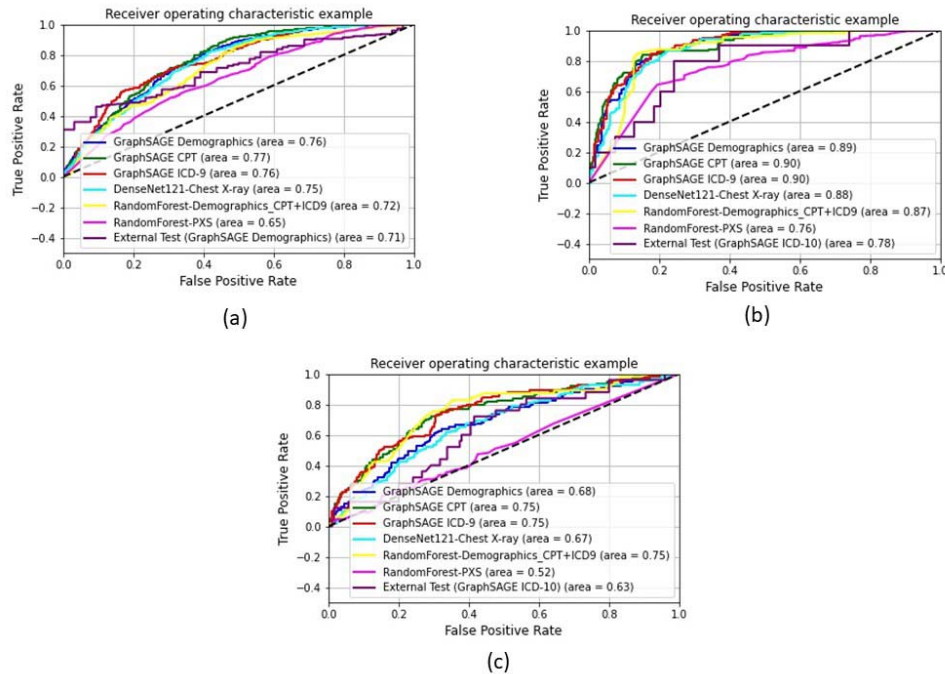 Receiver operating characteristic example
1.0
0.8
0.6
0.4
0.2
0.0
−0.2
−0.4
True Positive Rate
GraphSAGE Demographics (area = 0.76)
GraphSAGE CPT (area = 0.77)
GraphSAGE ICD-9 (area = 0.76)
DenseNet121-Chest X-ray (area = 0.75)
RandomForest-Demographics_CPT+ICD9 (area = 0.72)
RandomForest-PXS (area = 0.65)
External Test (GraphSAGE Demographics) (area = 0.71)
0.0 0.2 0.4 0.6 0.8 1.0
False Positive Rate
(a)
Receiver operating characteristic example
1.0
0.8
0.6
0.4
0.2
0.0
−0.2
−0.4
True Positive Rate
GraphSAGE Demographics (area = 0.89)
GraphSAGE CPT (area = 0.90)
GraphSAGE ICD-9 (area = 0.90)
DenseNet121-Chest X-ray (area = 0.88)
RandomForest-Demographics_CPT+ICD9 (area = 0.87)
RandomForest-PXS (area = 0.76)
External Test (GraphSAGE ICD-10) (area = 0.78)
0.0 0.2 0.4 0.6 0.8 1.0
False Positive Rate
(b)
Receiver operating characteristic example
1.0
0.8
0.6
0.4
0.2
0.0
−0.2
−0.4
True Positive Rate
GraphSAGE Demographics (area = 0.68)
GraphSAGE CPT (area = 0.75)
GraphSAGE ICD-9 (area = 0.75)
DenseNet121-Chest X-ray (area = 0.67)
RandomForest-Demographics_CPT+ICD9 (area = 0.75)
RandomForest-PXS (area = 0.52)
External Test (GraphSAGE ICD-10) (area = 0.63)
0.0 0.2 0.4 0.6 0.8 1.0
False Positive Rate
(c)